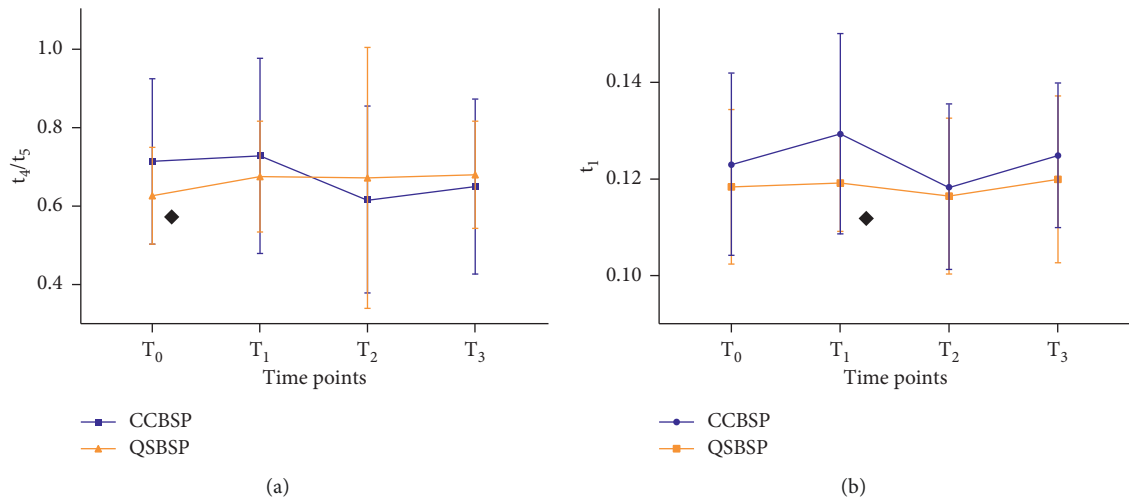 t4/t5
1.0
0.8
0.6
0.4
T0 T1 T2 T3
Time points
CCBSP
QSBSP
(a)
t1
0.14
0.12
0.10
T0 T1 T2 T3
Time points
CCBSP
QSBSP
(b)